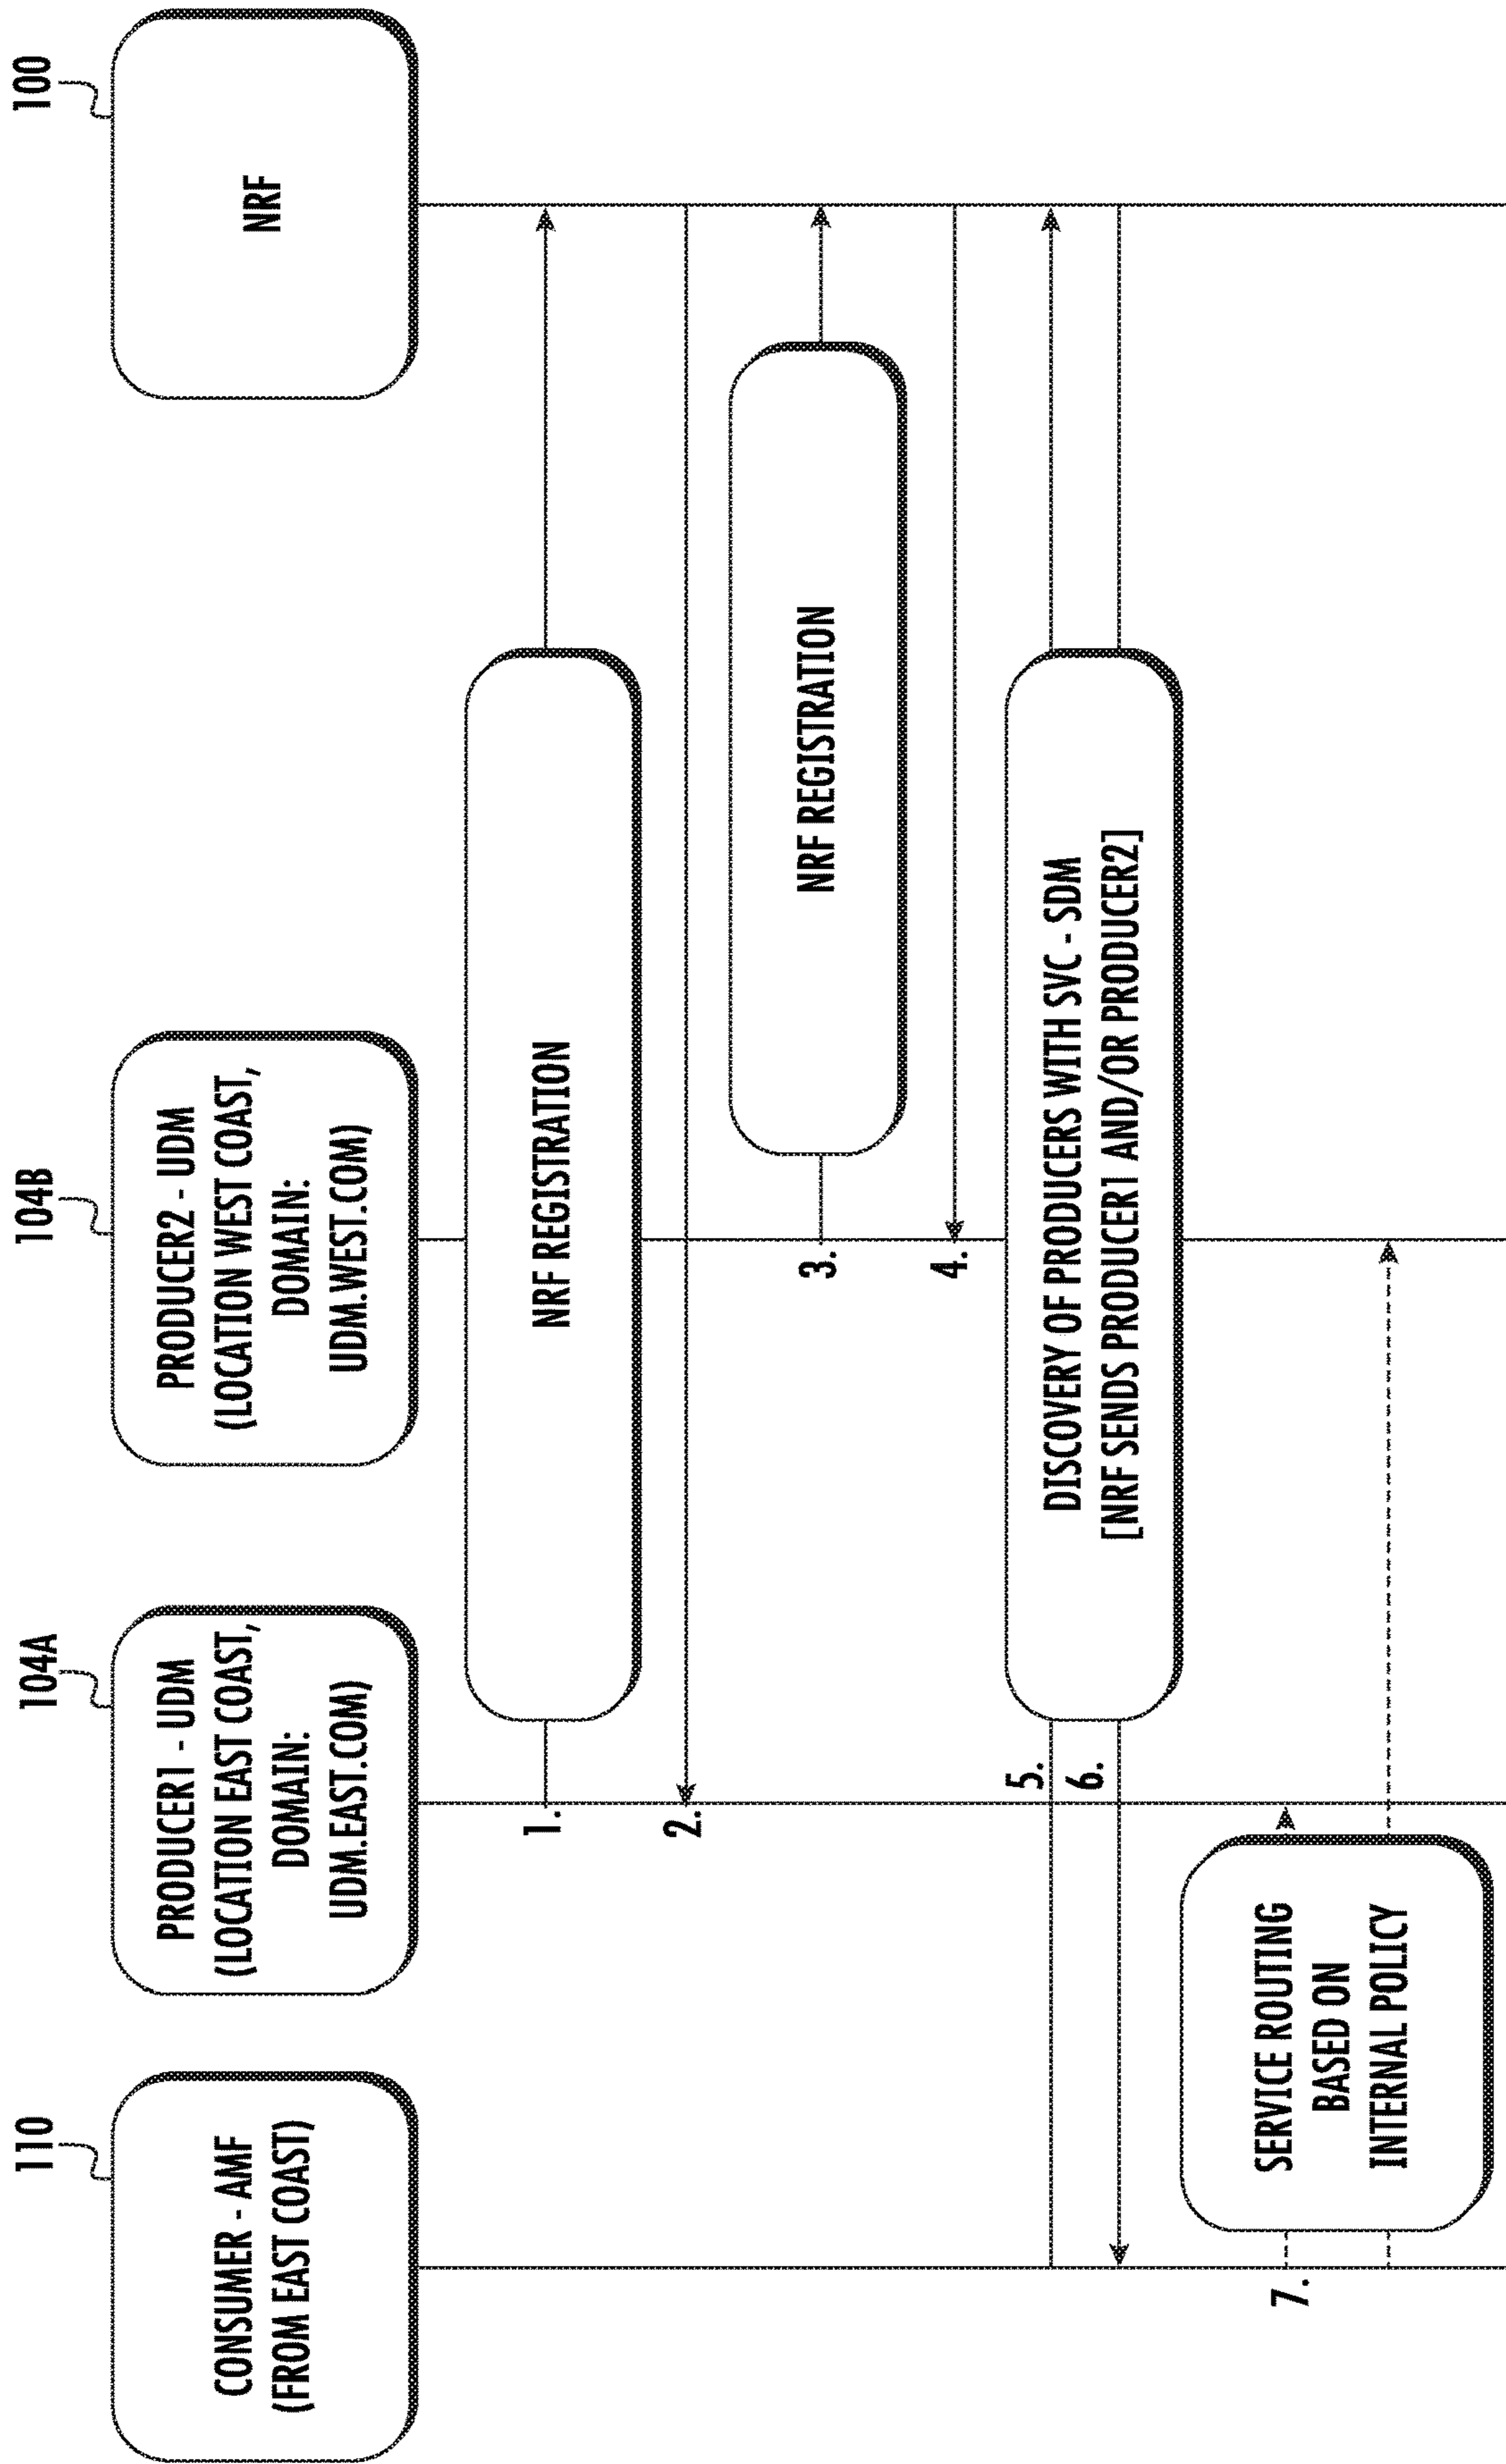 110
CONSUMER - AMF
(FROM EAST COAST)
104A
PRODUCER1 - UDM
(LOCATION EAST COAST,
DOMAIN:
UDM.EAST.COM)
104B
PRODUCER2 - UDM
(LOCATION WEST COAST,
DOMAIN:
UDM.WEST.COM)
100
NRF
1.
NRF REGISTRATION
2.
3.
NRF REGISTRATION
4.
5.
6.
DISCOVERY OF PRODUCERS WITH SVC - SDM
[NRF SENDS PRODUCER1 AND/OR PRODUCER2]
7.
SERVICE ROUTING
BASED ON
INTERNAL POLICY